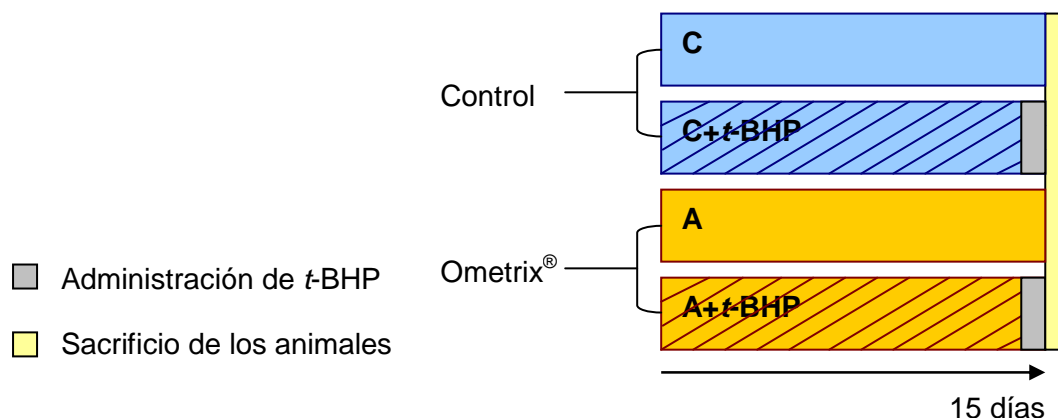 C
Control
C+t-BHP
A
Ometrix®
A+t-BHP
Administración de t-BHP
Sacrificio de los animales
15 días